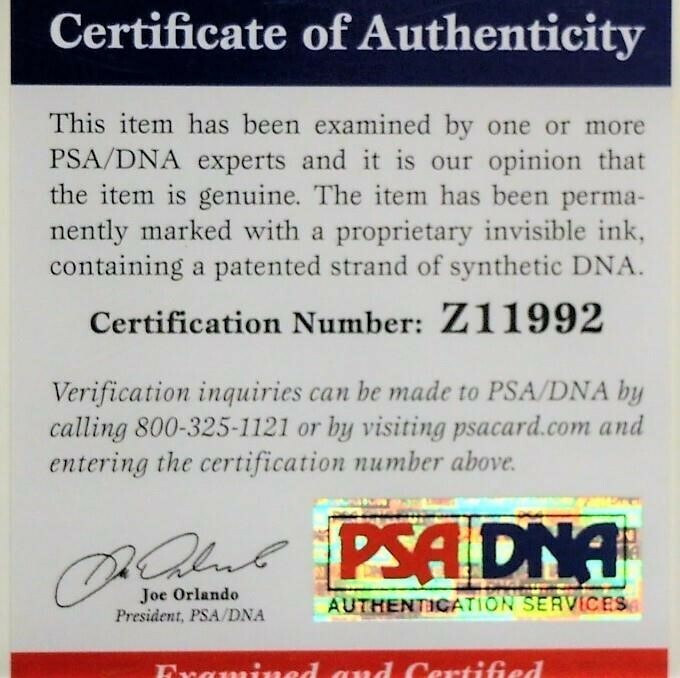 Certificate of Authenticity
This item has been examined by one or more
PSA/DNA experts and it is our opinion that
the item is genuine. The item has been perma-
nently marked with a proprietary invisible ink,
containing a patented strand of synthetic DNA.
Certification Number: Z11992
Verification inquiries can be made to PSA/DNA by
calling 800-325-1121 or by visiting psacard.com and
entering the certification number above.
Joe Orlando
President, PSA/DNA
PSA DNA
AUTHENTICATION SERVICES
Examined and Certified